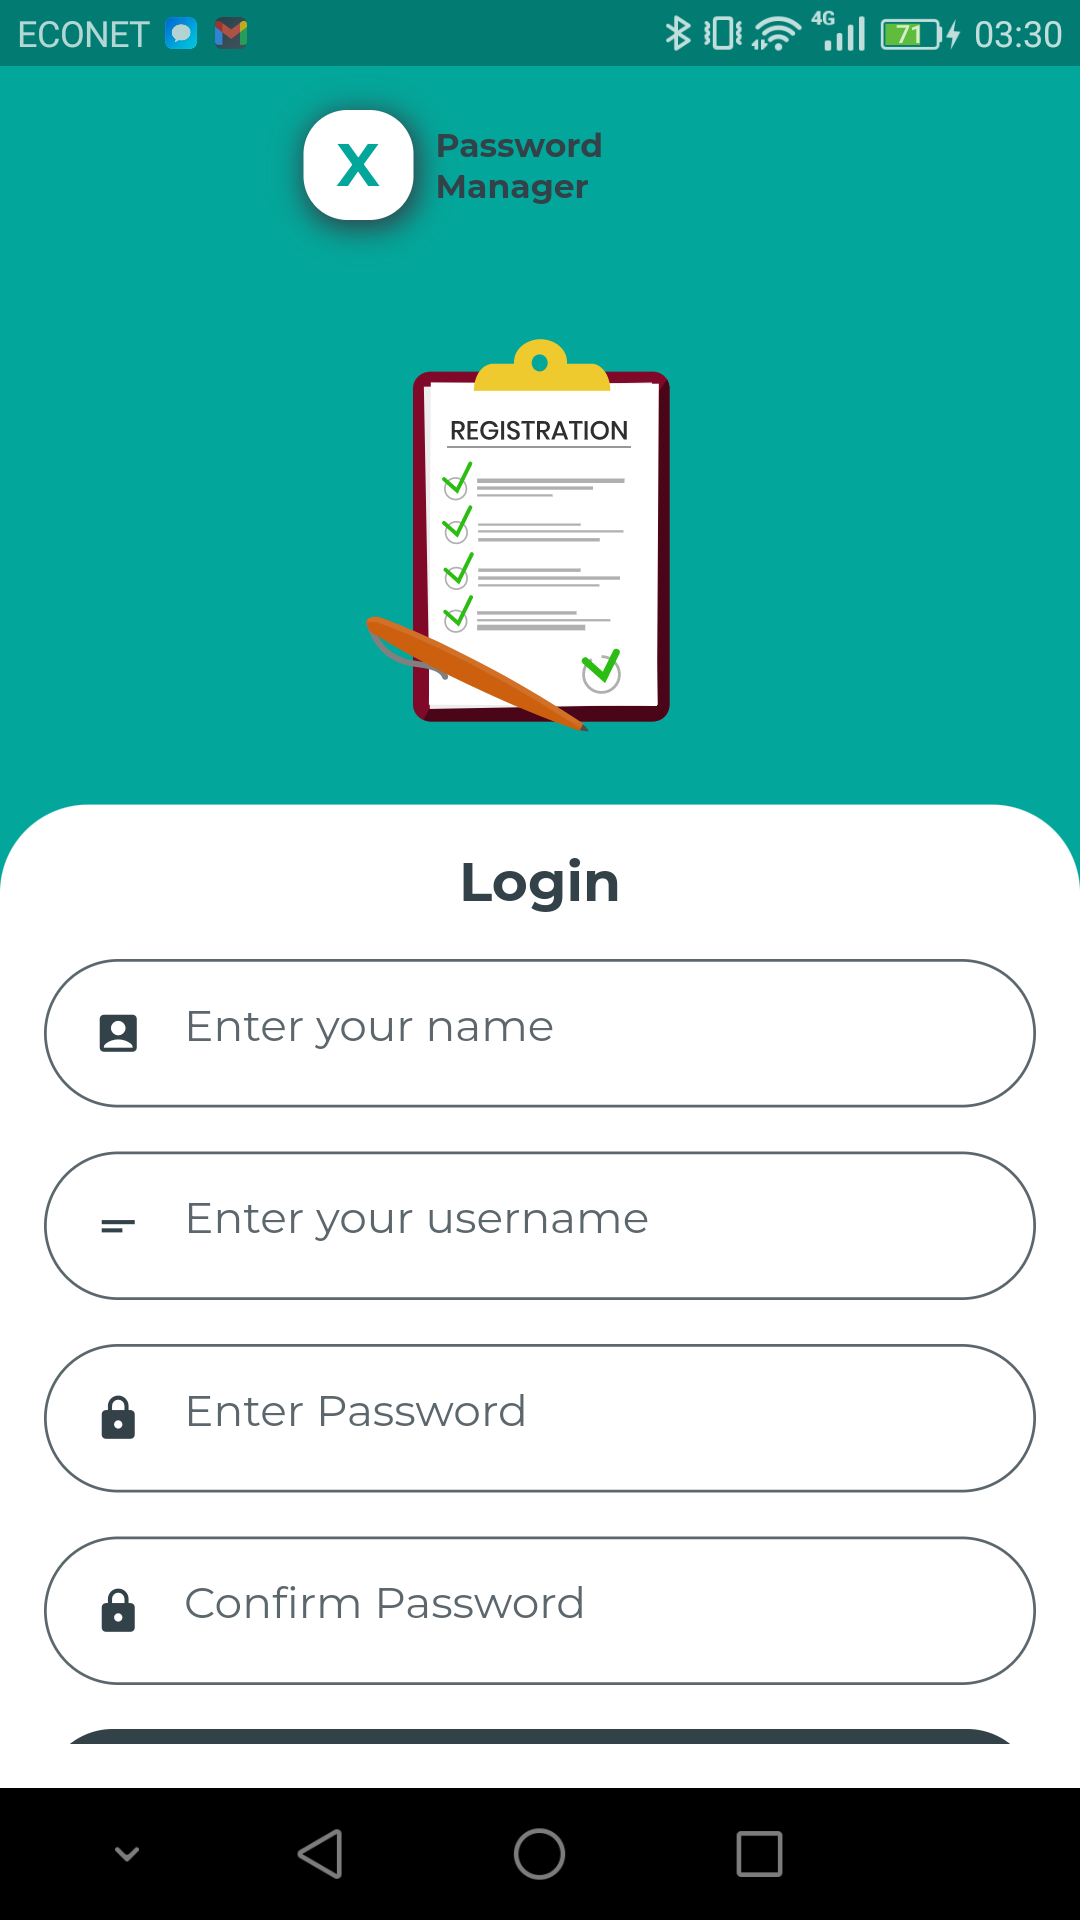 ECONET 4G 71 03:30
X
Password
Manager
REGISTRATION
Login
Enter your name
Enter your username
Enter Password
Confirm Password